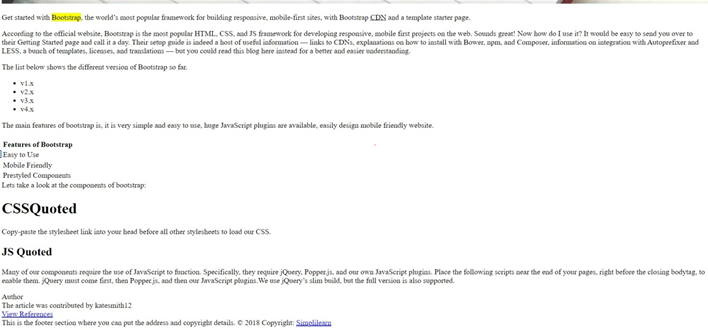 Get started with Bootstrap, the world's most popular framework for building responsive, mobile-first sites, with Bootstrap CDN and a template starter page.
According to the official website, Bootstrap is the most popular HTML, CSS, and JS framework for developing responsive, mobile first projects on the web. Sounds great! Now how do I use it? It would be easy to send you over to
their Getting Started page and call it a day. Their setup guide is indeed a host of useful information — links to CDNs, explanations on how to install with Bower, npm, and Composer, information on integration with Autoprefixer and
LESS, a bunch of templates, licenses, and translations — but you could read this blog here instead for a better and easier understanding.
The list below shows the different version of Bootstrap so far.
• v1.x
• v2.x
• v3.x
• v4.x
The main features of bootstrap is, it is very simple and easy to use, huge JavaScript plugins are available, easily design mobile friendly website.
Features of Bootstrap
Easy to Use
Mobile Friendly
Prestyled Components
Lets take a look at the components of bootstrap:
CSSQuoted
Copy-paste the stylesheet link into your head before all other stylesheets to load our CSS.
JS Quoted
Many of our components require the use of JavaScript to function. Specifically, they require jQuery, Popper.js, and our own JavaScript plugins. Place the following scripts near the end of your pages, right before the closing bodytag, to
enable them. jQuery must come first, then Popper.js, and then our JavaScript plugins.We use jQuery's slim build, but the full version is also supported.
Author
The article was contributed by katesmith12
View References
This is the footer section where you can put the address and copyright details. © 2018 Copyright: Simplilearn